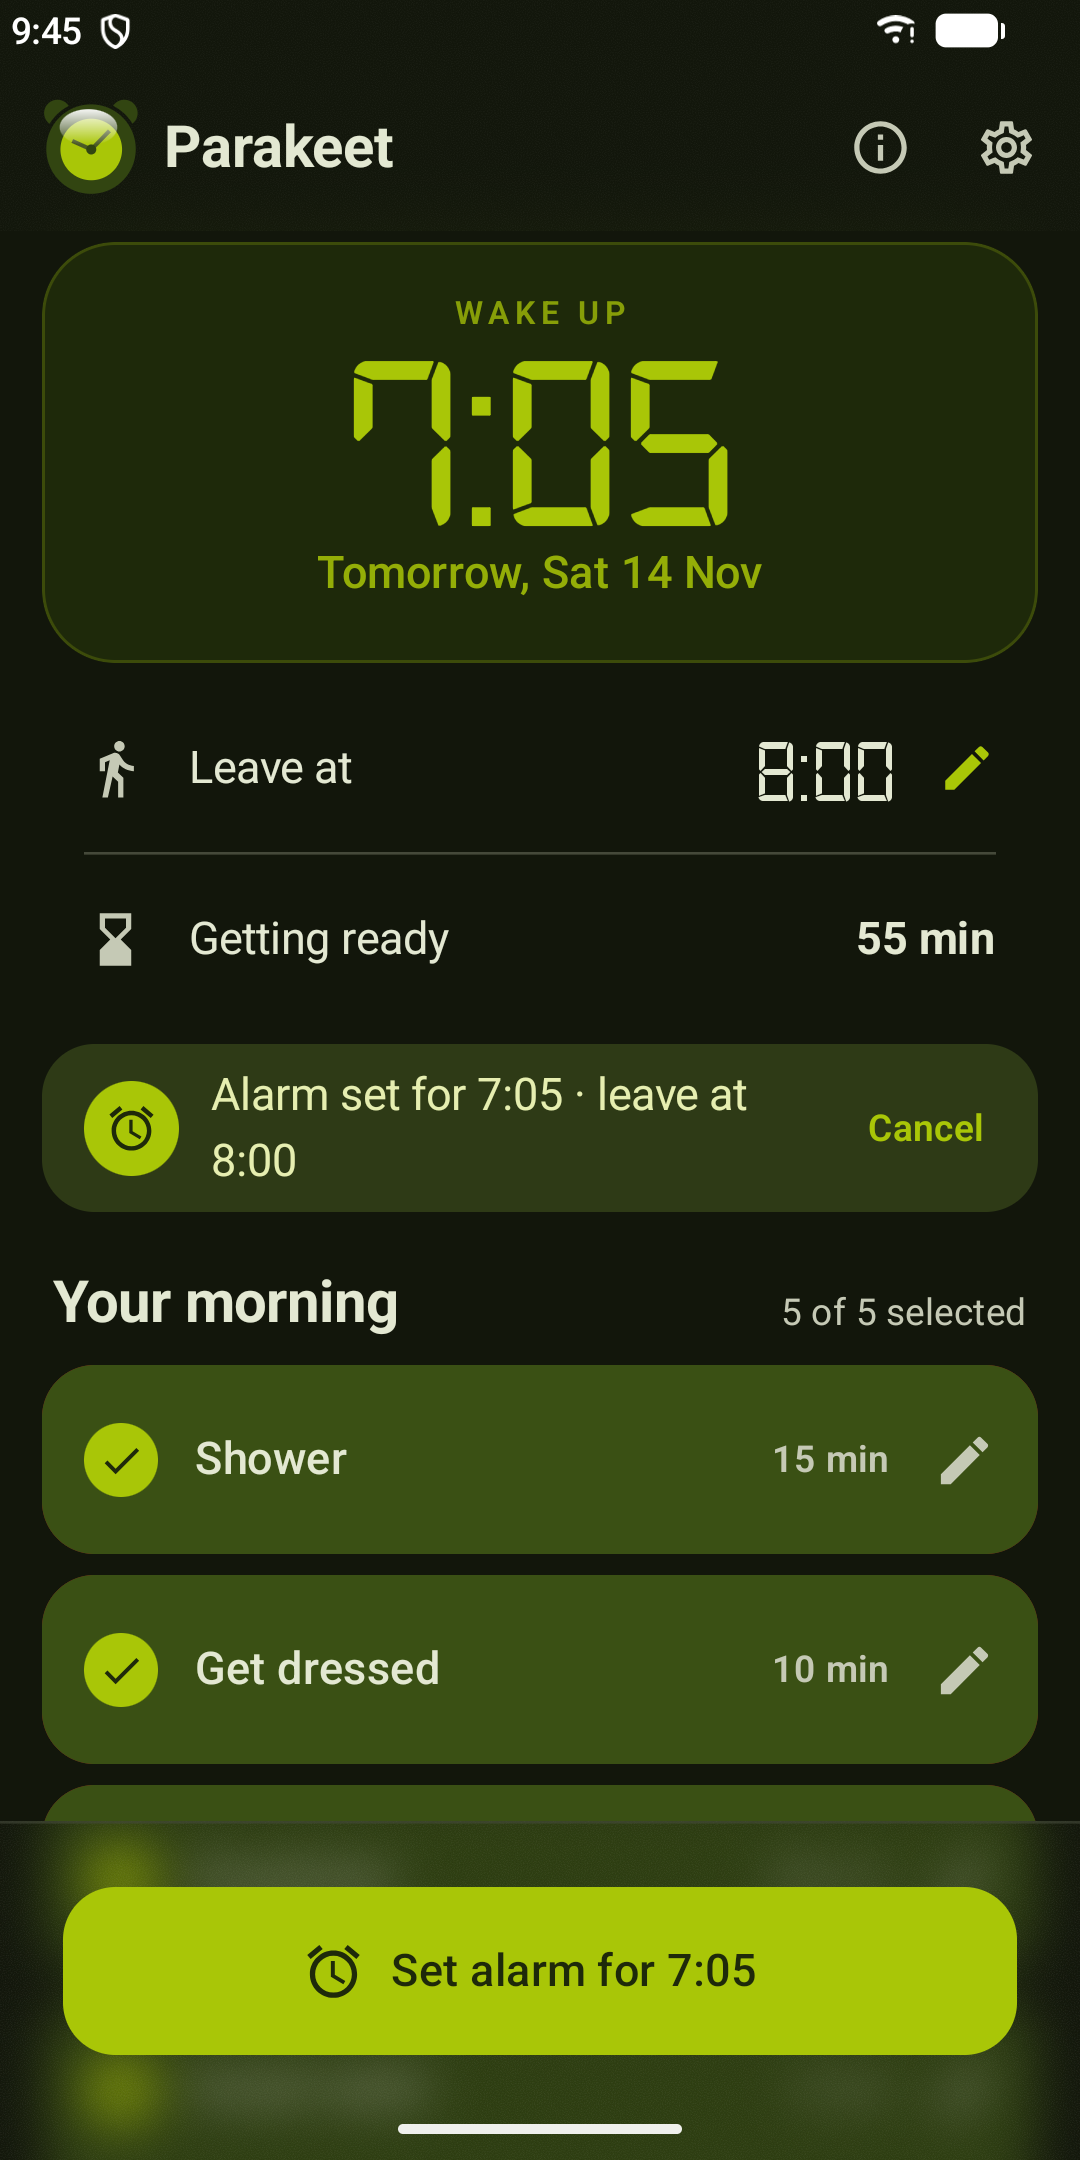 9:45
Parakeet
WAKE UP
7:05
Tomorrow, Sat 14 Nov
Leave at
8:00
Getting ready
55 min
Alarm set for 7:05 · leave at
8:00
Cancel
Your morning
5 of 5 selected
Shower
15 min
Get dressed
10 min
Set alarm for 7:05